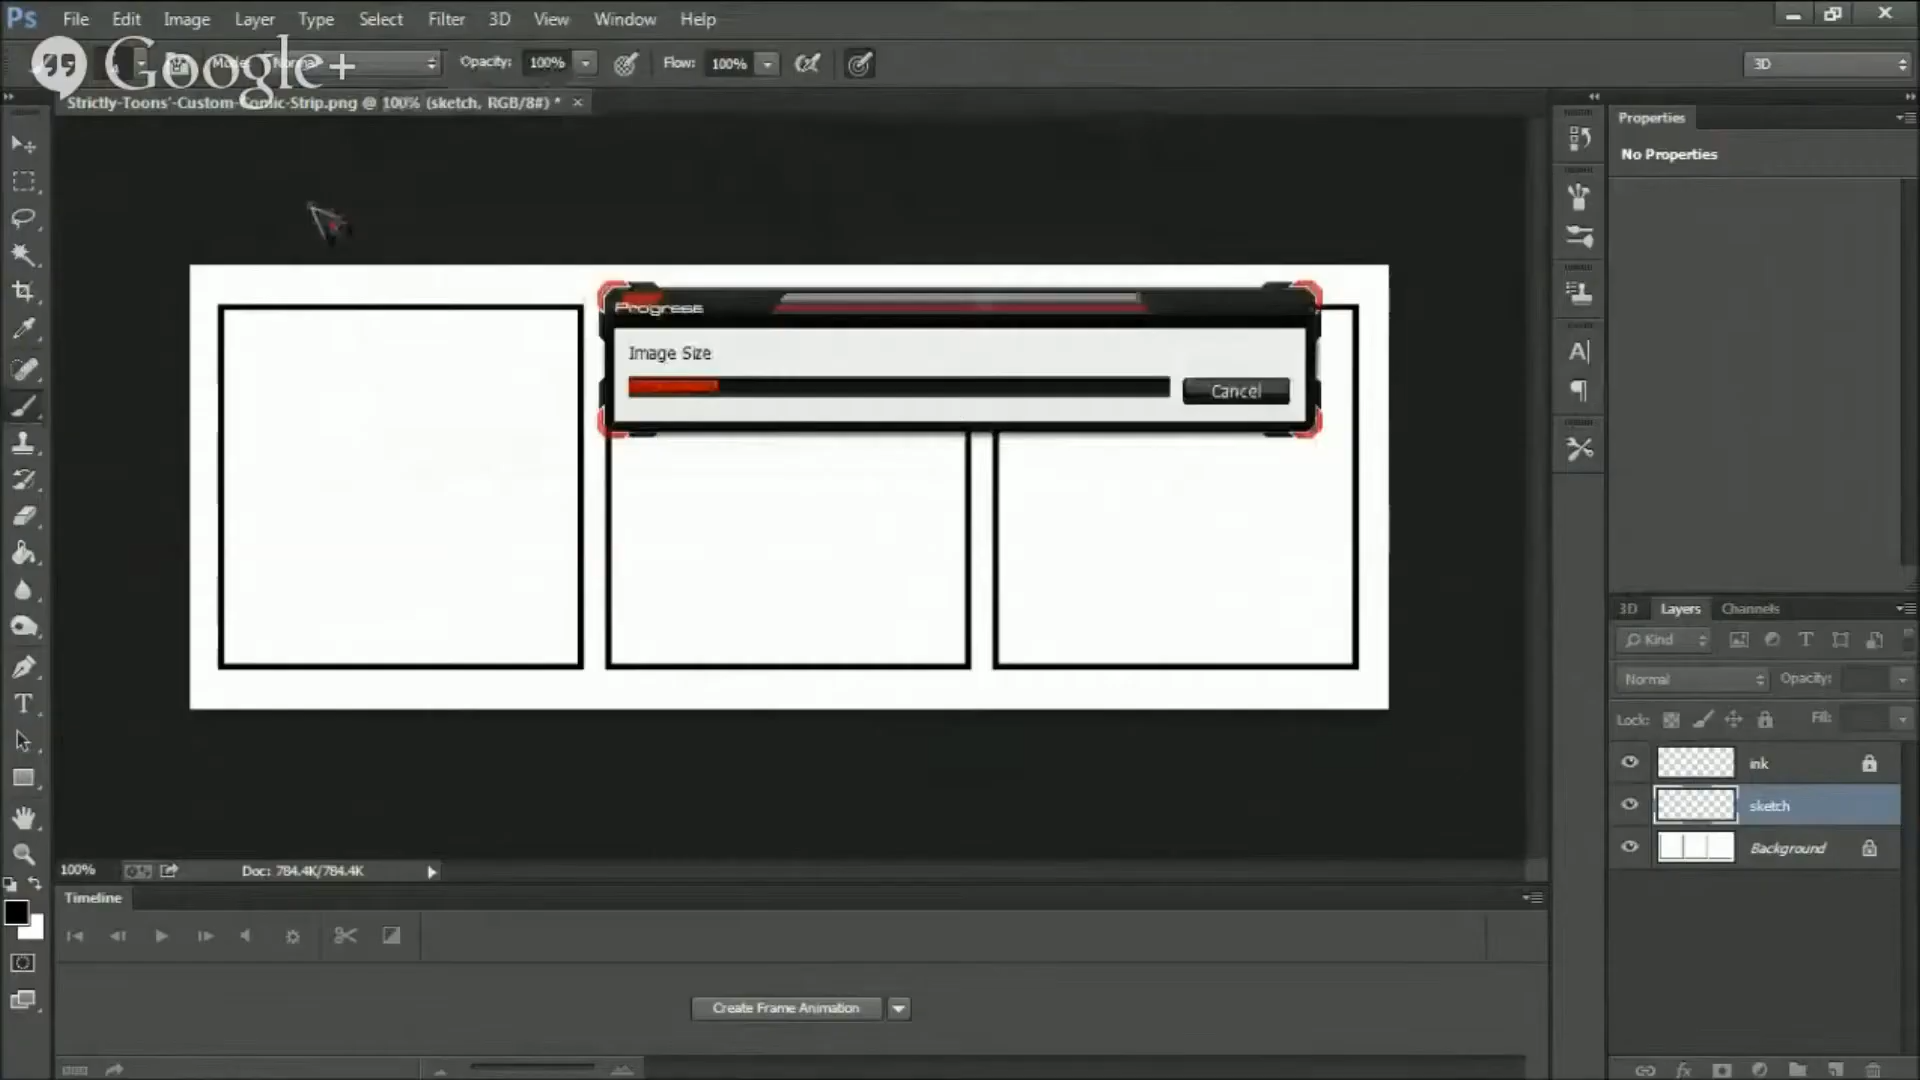 Ps File Edit Image Layer Type Select Filter 3D View Window Help
Google+
Mode: Normal Opacity: 100% Flow: 100% 3D
Strictly-Toons'-Custom-Comic-Strip.png @ 100% (sketch, RGB/8#) * ×
Properties
No Properties
Progress
Image Size
Cancel
3D Layers Channels
Kind
Normal Opacity:
Lock: Fill:
ink
sketch
Background
100% Doc: 784.4K/784.4K
Timeline
Create Frame Animation